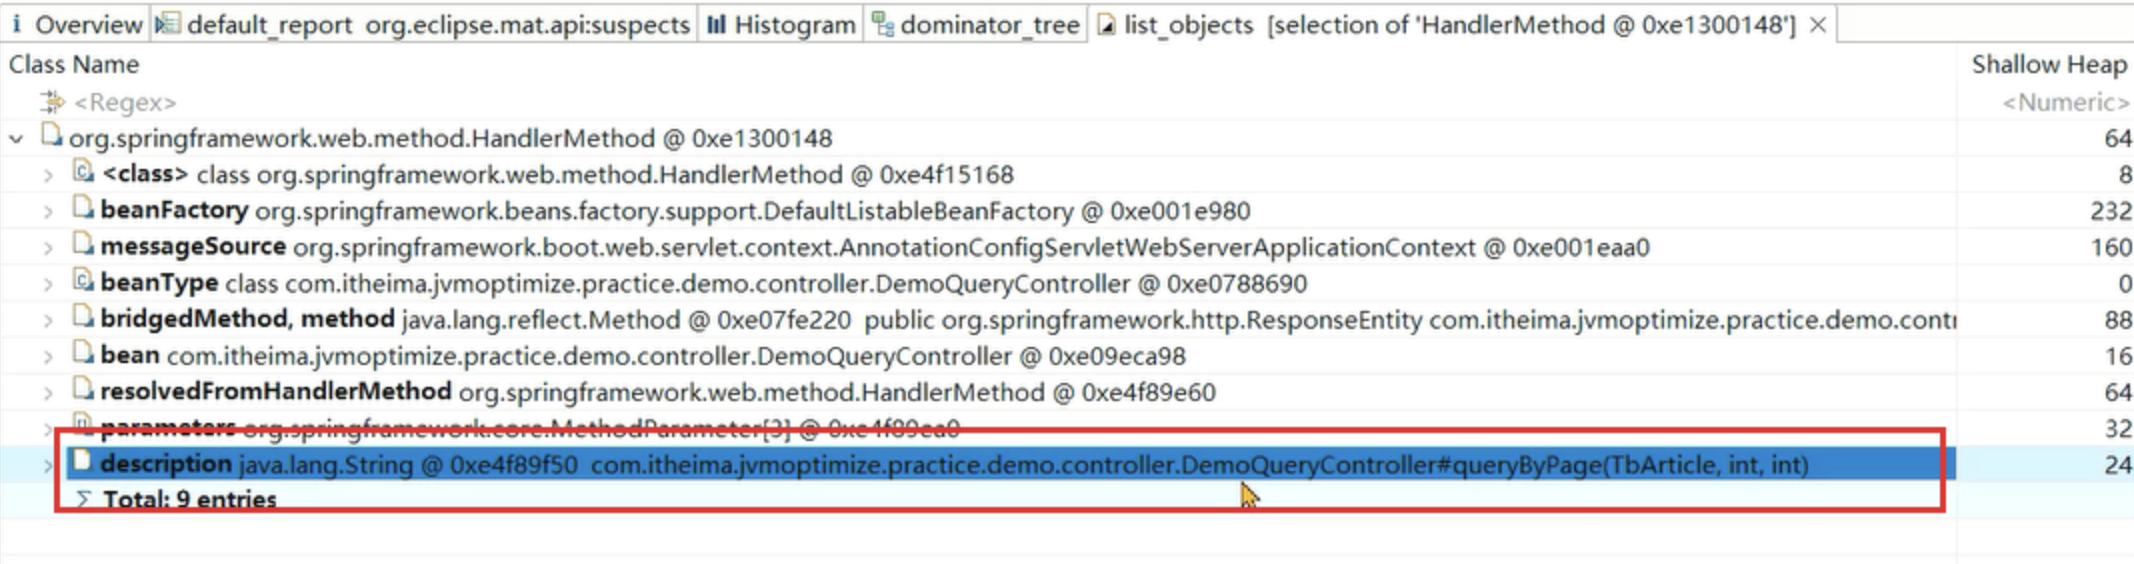 Overview default_report org.eclipse.mat.api:suspects Histogram dominator_tree list_objects [selection of 'HandlerMethod @ 0xe1300148']
Class Name Shallow Heap
<Regex> <Numeric>
org.springframework.web.method.HandlerMethod @ 0xe1300148 64
<class> class org.springframework.web.method.HandlerMethod @ 0xe4f15168 8
beanFactory org.springframework.beans.factory.support.DefaultListableBeanFactory @ 0xe001e980 232
messageSource org.springframework.boot.web.servlet.context.AnnotationConfigServletWebServerApplicationContext @ 0xe001eaa0 160
beanType class com.itheima.jvmoptimize.practice.demo.controller.DemoQueryController @ 0xe0788690 0
bridgedMethod, method java.lang.reflect.Method @ 0xe07fe220 public org.springframework.http.ResponseEntity com.itheima.jvmoptimize.practice.demo.contr 88
bean com.itheima.jvmoptimize.practice.demo.controller.DemoQueryController @ 0xe09eca98 16
resolvedFromHandlerMethod org.springframework.web.method.HandlerMethod @ 0xe4f89e60 64
parameters org.springframework.core.MethodParameter[3] @ 0xe4f89ea0 32
description java.lang.String @ 0xe4f89f50 com.itheima.jvmoptimize.practice.demo.controller.DemoQueryController#queryByPage(TbArticle, int, int) 24
Total: 9 entries